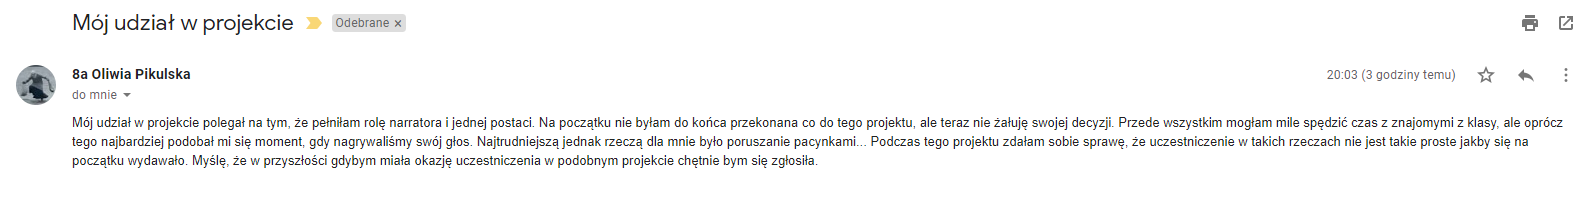 Mój udział w projekcie Odebrane ×
8a Oliwia Pikulska 20:03 (3 godziny temu)
do mnie
Mój udział w projekcie polegał na tym, że pełniłam rolę narratora i jednej postaci. Na początku nie byłam do końca przekonana co do tego projektu, ale teraz nie żałuję swojej decyzji. Przede wszystkim mogłam mile spędzić czas z znajomymi z klasy, ale oprócz
tego najbardziej podobał mi się moment, gdy nagrywaliśmy swój głos. Najtrudniejszą jednak rzeczą dla mnie było poruszanie pacynkami... Podczas tego projektu zdałam sobie sprawę, że uczestniczenie w takich rzeczach nie jest takie proste jakby się na
początku wydawało. Myślę, że w przyszłości gdybym miała okazję uczestniczenia w podobnym projekcie chętnie bym się zgłosiła.